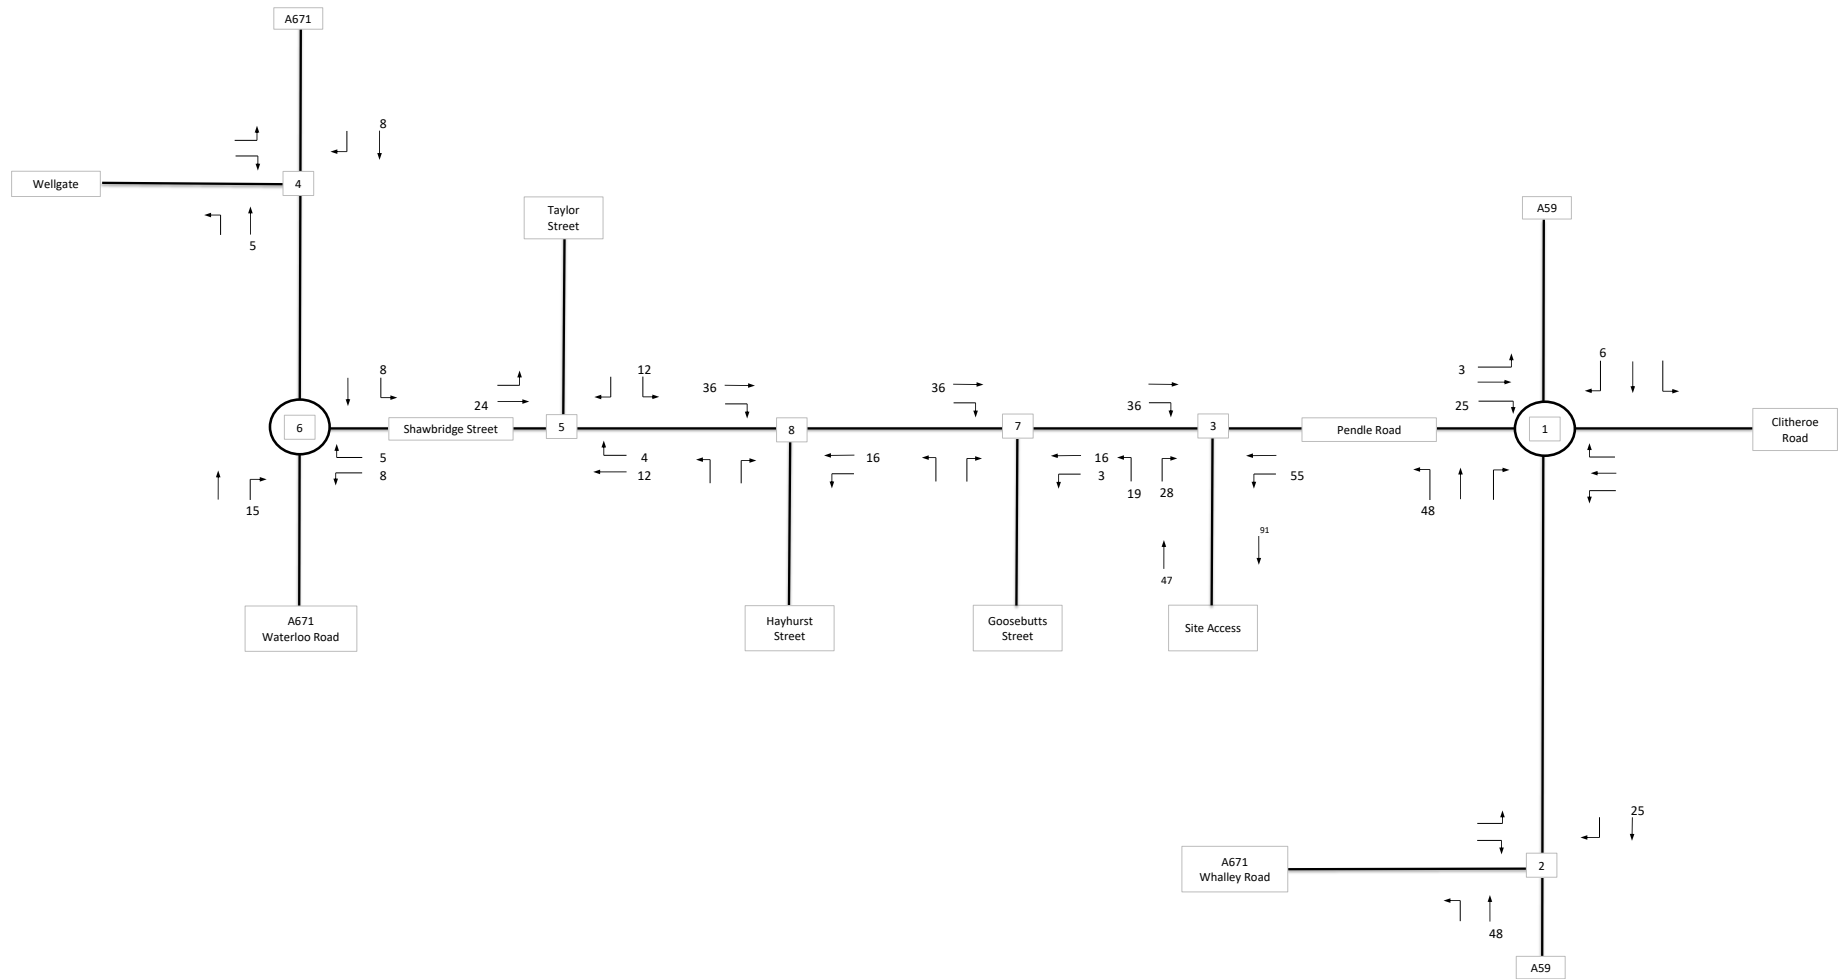 A671
8
Wellgate
4
5
Taylor
Street
A59
8
12
36
36
24
36
3
6
25
6
Shawbridge Street
5
8
7
3
Pendle Road
1
Clitheroe
Road
5
8
15
4
12
16
16
3
19
28
55
48
91
47
A671
Waterloo Road
Hayhurst
Street
Goosebutts
Street
Site Access
25
A671
Whalley Road
2
48
A59